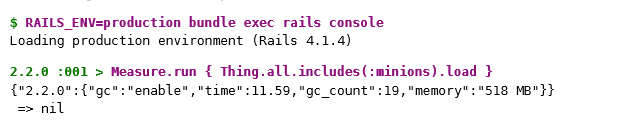 $ RAILS_ENV=production bundle exec rails console
Loading production environment (Rails 4.1.4)
2.2.0 :001 > Measure.run { Thing.all.includes(:minions).load }
{"2.2.0":{"gc":"enable","time":11.59,"gc_count":19,"memory":"518 MB"}}
=> nil